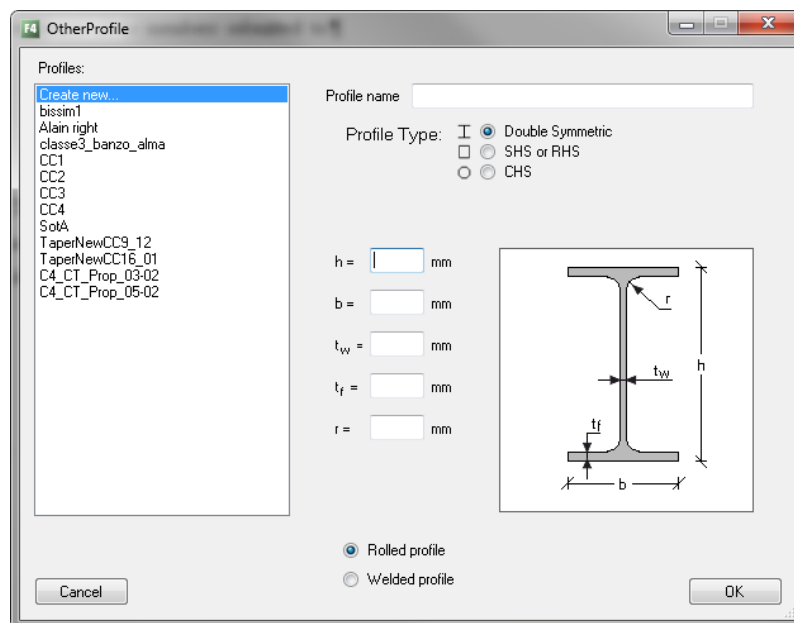 F4 OtherProfile
Profiles:
Create new...
bissim1
Alain right
classe3_banzo_alma
CC1
CC2
CC3
CC4
SotA
TaperNewCC9_12
TaperNewCC16_01
C4_CT_Prop_03-02
C4_CT_Prop_05-02
Profile name
Profile Type:
Double Symmetric
SHS or RHS
CHS
h = mm
b = mm
tw = mm
tf = mm
r = mm
r
h
tw
tf
b
Rolled profile
Welded profile
Cancel
OK